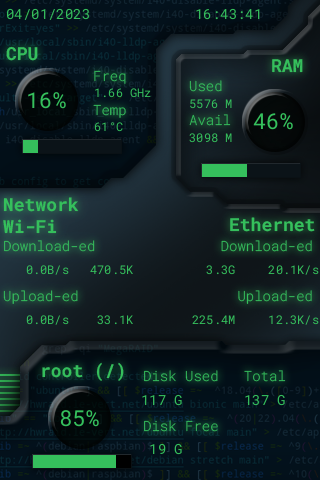 04/01/2023 16:43:41
CPU
16%
Freq
1.66 GHz
Temp
61°C
RAM
Used
5576 M
Avail
3098 M
46%
Network
Wi-Fi
Download-ed
0.0B/s 470.5K
Upload-ed
0.0B/s 33.1K
Ethernet
Download-ed
3.3G 20.1K/s
Upload-ed
225.4M 12.3K/s
root (/)
85%
Disk Used
117 G
Total
137 G
Disk Free
19 G